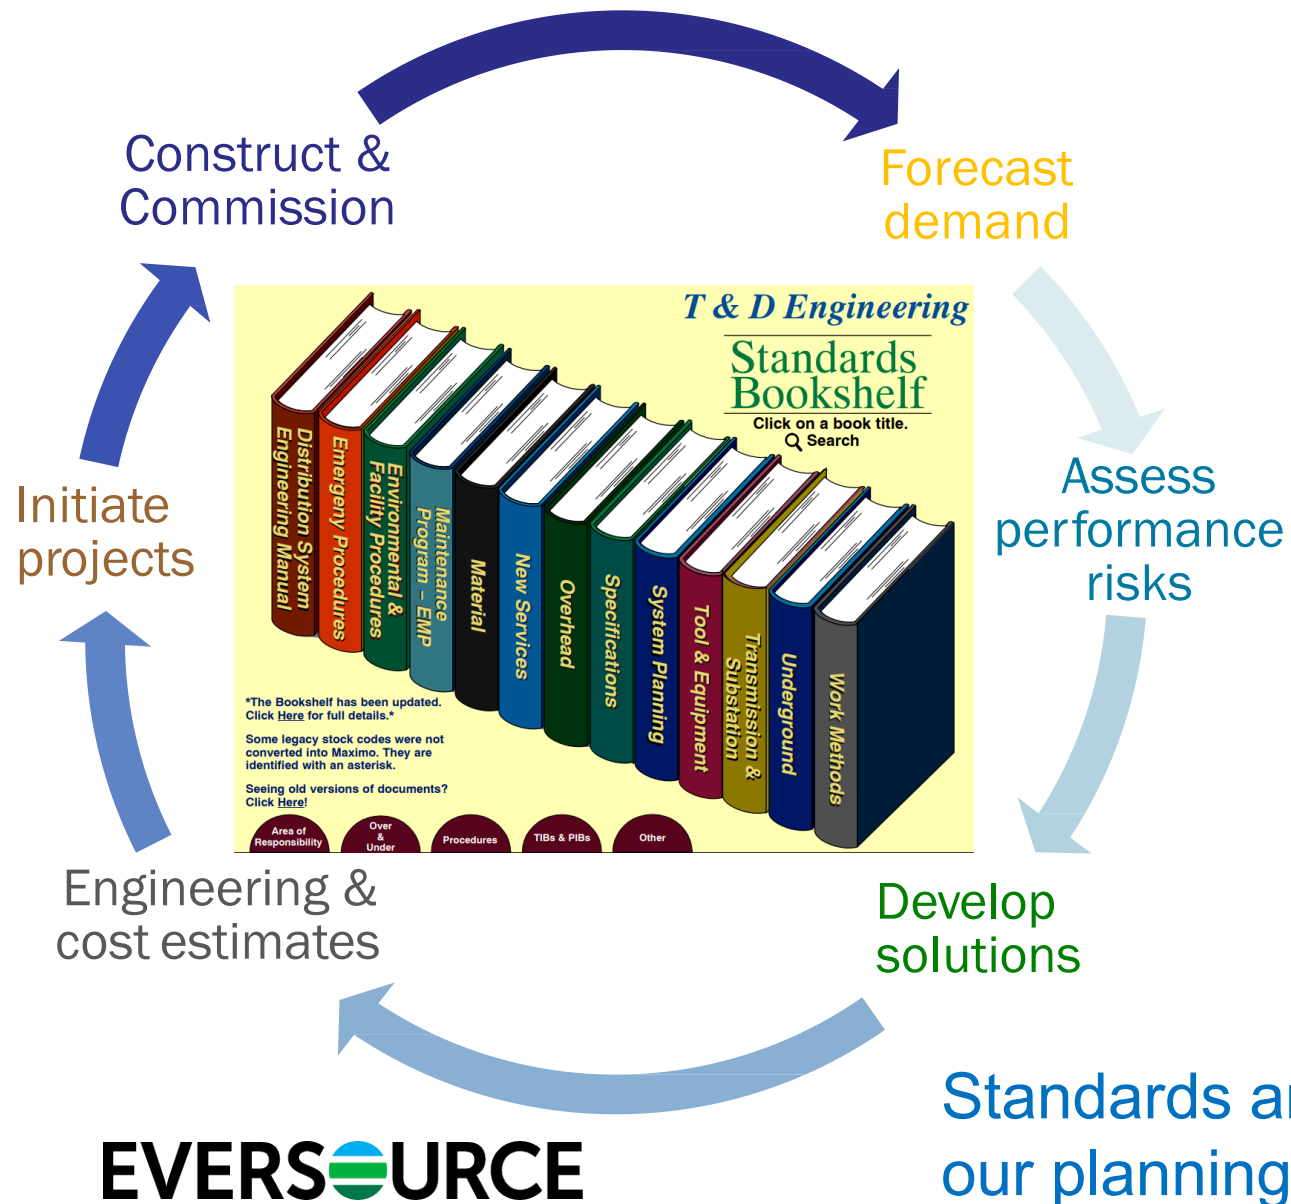 Construct &
Commission
Forecast
demand
Assess
performance
risks
Develop
solutions
Engineering &
cost estimates
Initiate
projects
T & D Engineering
Standards
Bookshelf
Click on a book title.
Search
Distribution System
Engineering Manual
Emergeny Procedures
Environmental &
Facility Procedures
Maintenance
Program – EMP
Material
New Services
Overhead
Specifications
System Planning
Tool & Equipment
Transmission &
Substation
Underground
Work Methods
*The Bookshelf has been updated.
Click Here for full details.*
Some legacy stock codes were not
converted into Maximo. They are
identified with an asterisk.
Seeing old versions of documents?
Click Here!
Area of
Responsibility
Over
&
Under
Procedures
TIBs & PIBs
Other
EVERSOURCE
Standards
our planning